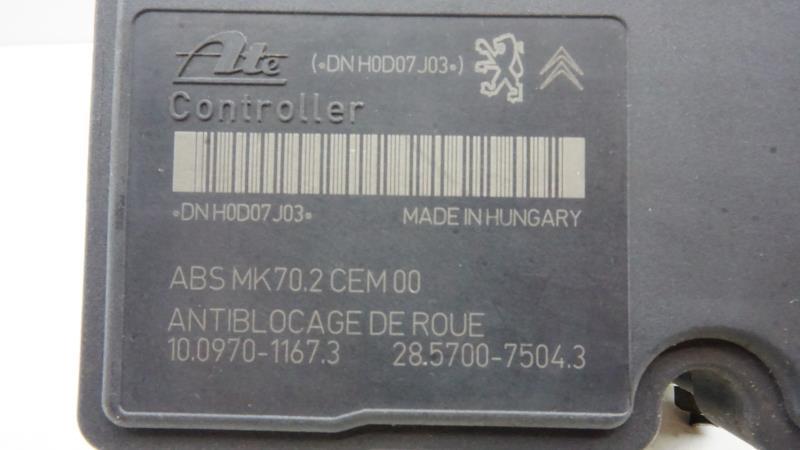 Ate (•DN H0D07J03•)
Controller
•DN H0D07J03• MADE IN HUNGARY
ABS MK70.2 CEM 00
ANTIBLOCAGE DE ROUE
10.0970-1167.3 28.5700-7504.3